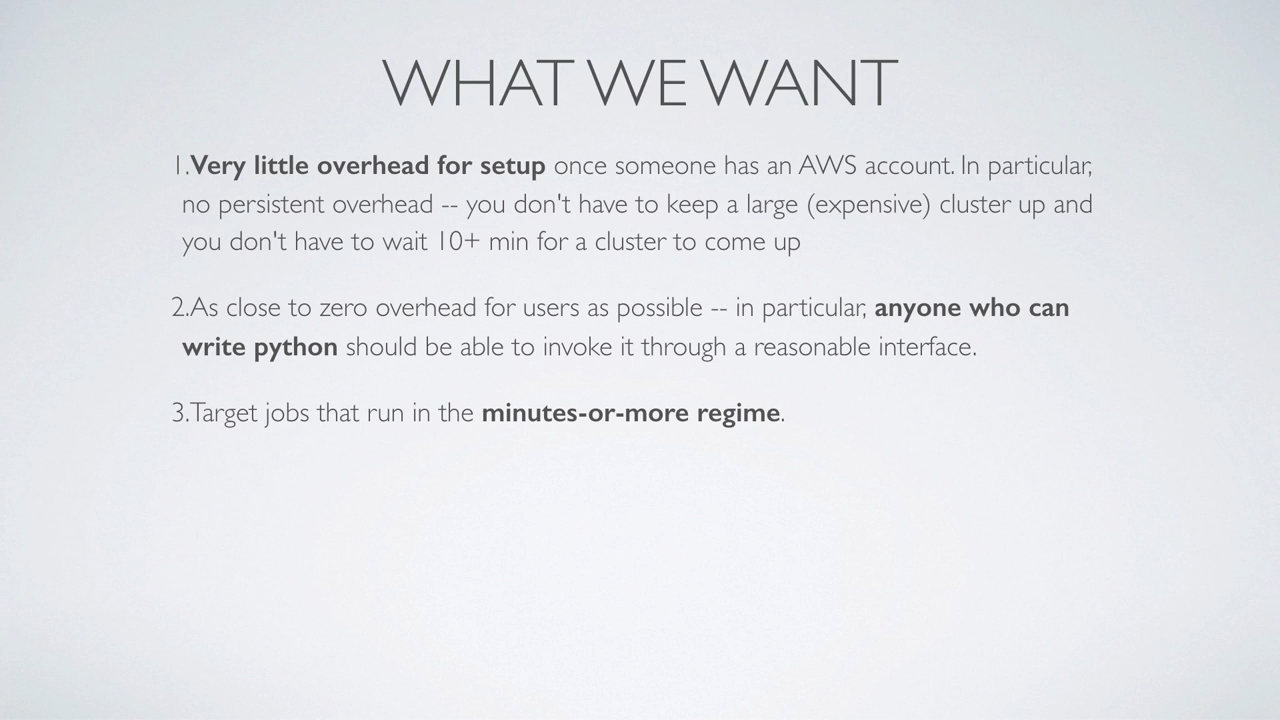 WHAT WE WANT
1.Very little overhead for setup once someone has an AWS account. In particular,
no persistent overhead -- you don't have to keep a large (expensive) cluster up and
you don't have to wait 10+ min for a cluster to come up
2.As close to zero overhead for users as possible -- in particular, anyone who can
write python should be able to invoke it through a reasonable interface.
3.Target jobs that run in the minutes-or-more regime.